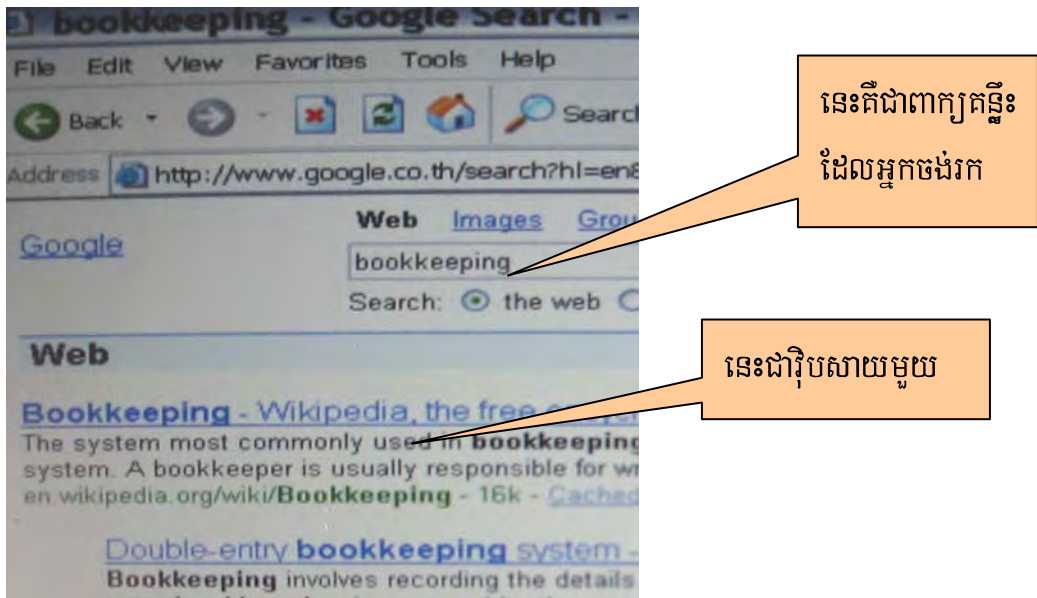 bookkeeping - Google Search -
File Edit View Favorites Tools Help
Back Searc
Address http://www.google.co.th/search?hl=en&
Web Images Grou
Google
bookkeeping
Search: the web
Web
Bookkeeping - Wikipedia, the free
The system most commonly used in bookkeeping
system. A bookkeeper is usually responsible for wr
en.wikipedia.org/wiki/Bookkeeping - 16k - Cached
Double-entry bookkeeping system -
Bookkeeping involves recording the details
នេះគឺជាពាក្យគន្លឹះ
ដែលអ្នកចង់រក
នេះជាវ៉ិបសាយមួយ